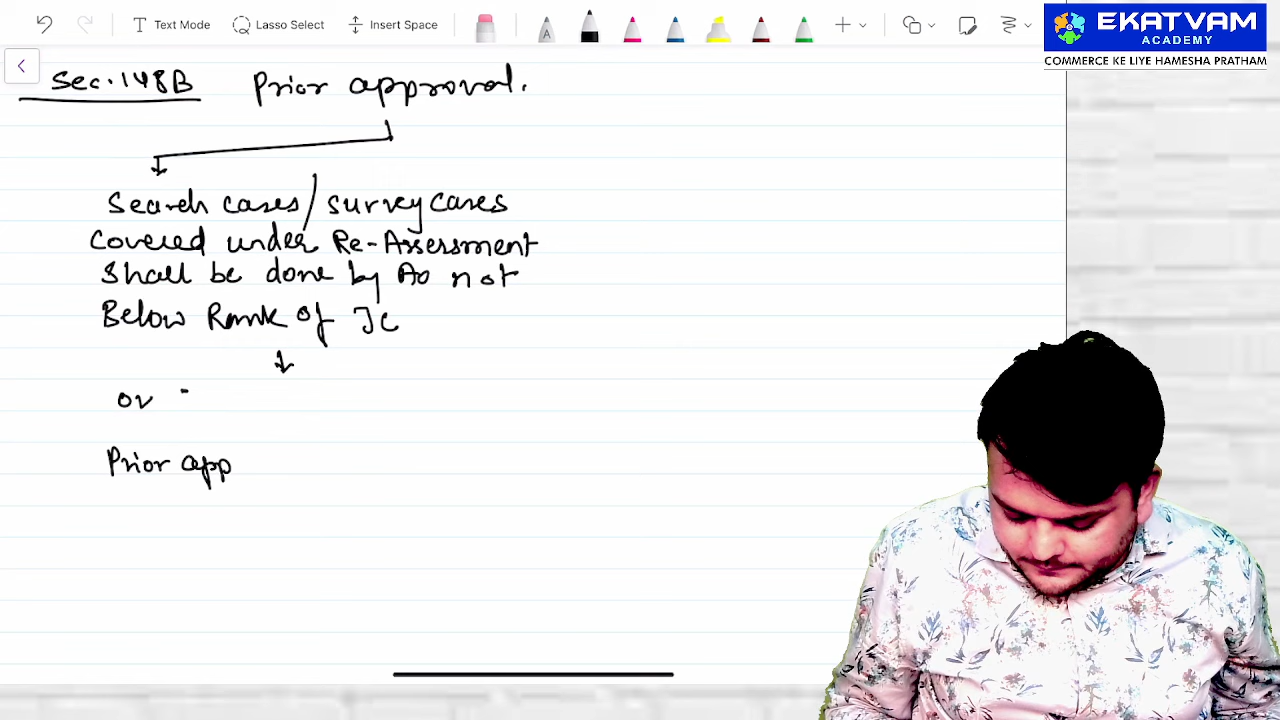 Text Mode
Lasso Select
Insert Space
A
EKATVAM
ACADEMY
COMMERCE KE LIYE HAMESHA PRATHAM
Sec. 148B Prior approval.
Search cases / survey cases
Covered under Re-Assessment
Shall be done by AO not
Below Rank of JC
or
Prior app